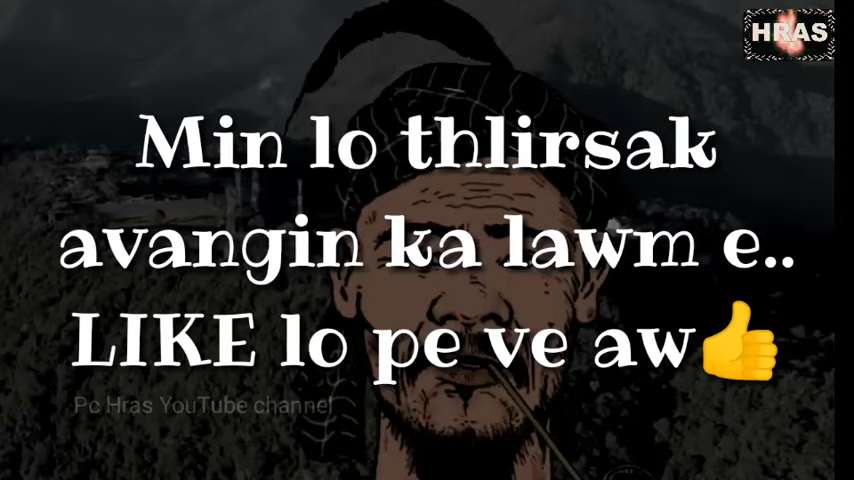 HRAS
Min lo thlirsak
avangin ka lawm e..
LIKE lo pe ve aw👍
Pc Hras YouTube channel